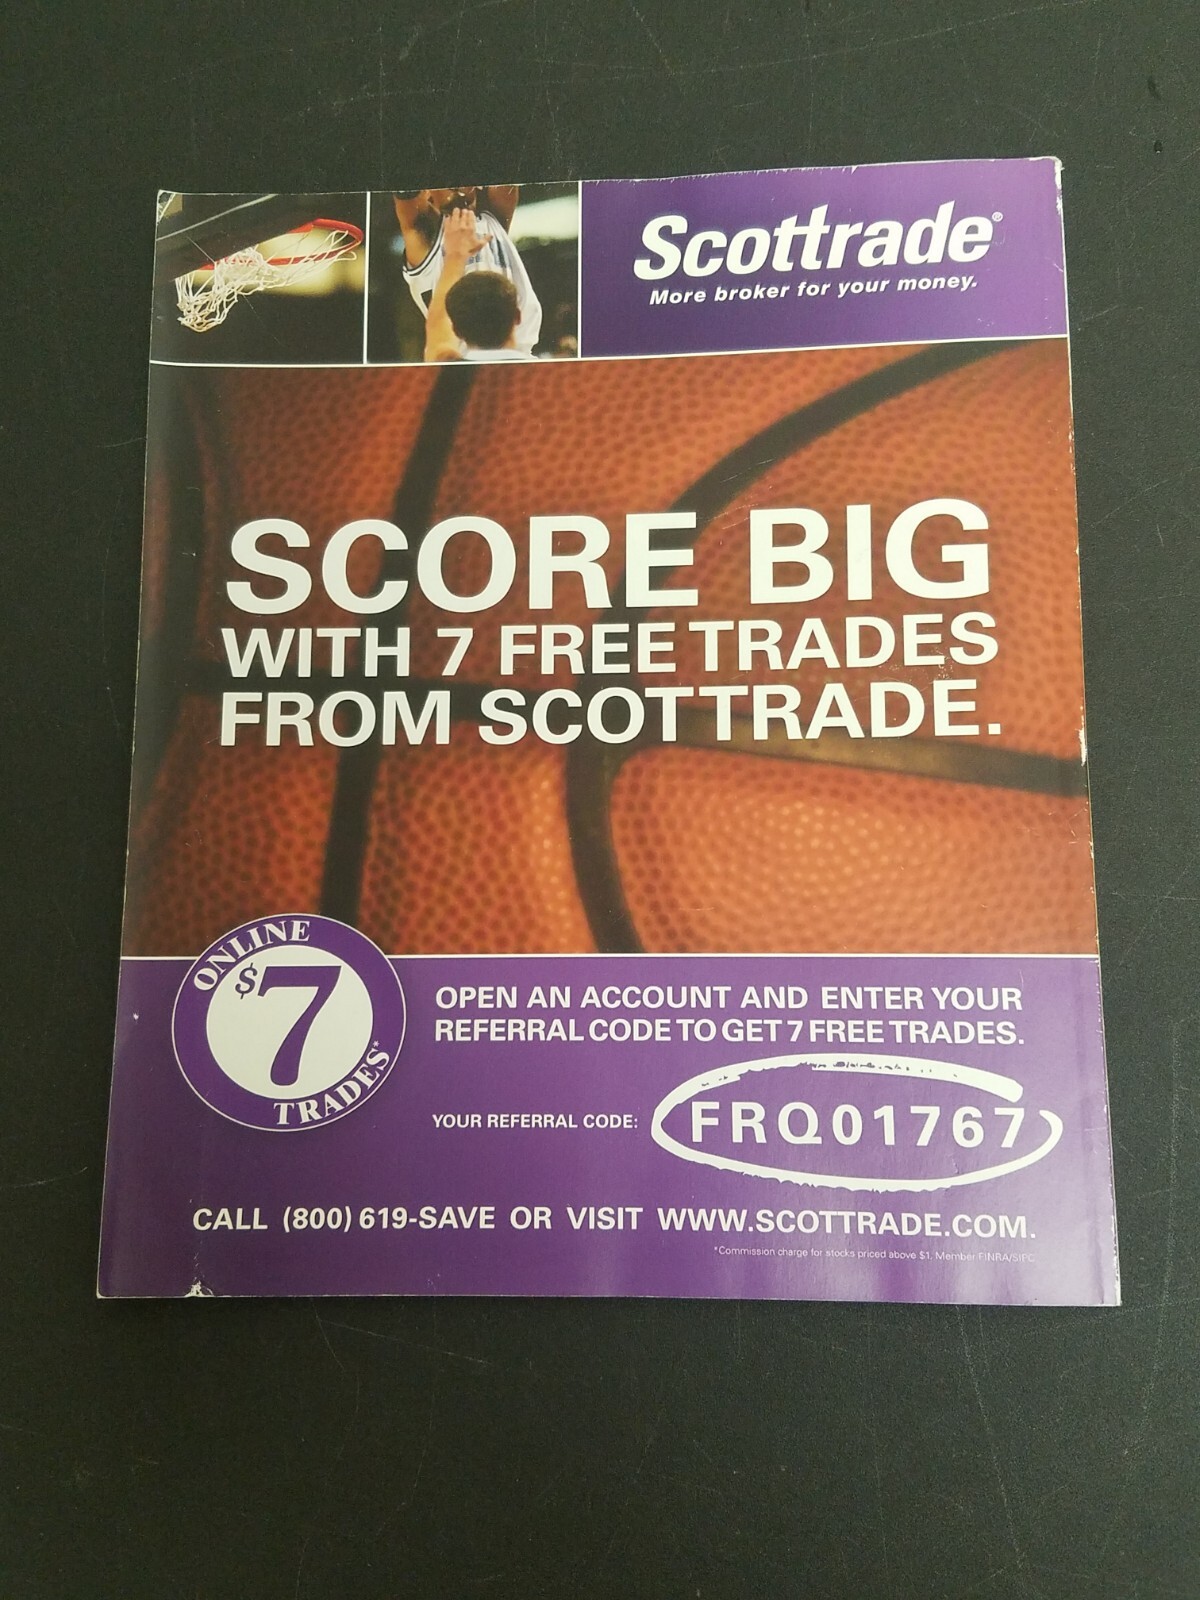 Scottrade®
More broker for your money.
SCORE BIG
WITH 7 FREE TRADES
FROM SCOTTRADE.
ONLINE
$7
TRADES*
OPEN AN ACCOUNT AND ENTER YOUR
REFERRAL CODE TO GET 7 FREE TRADES.
YOUR REFERRAL CODE: FRQ01767
CALL (800) 619-SAVE OR VISIT WWW.SCOTTRADE.COM.
*Commission charge for stocks priced above $1. Member FINRA/SIPC